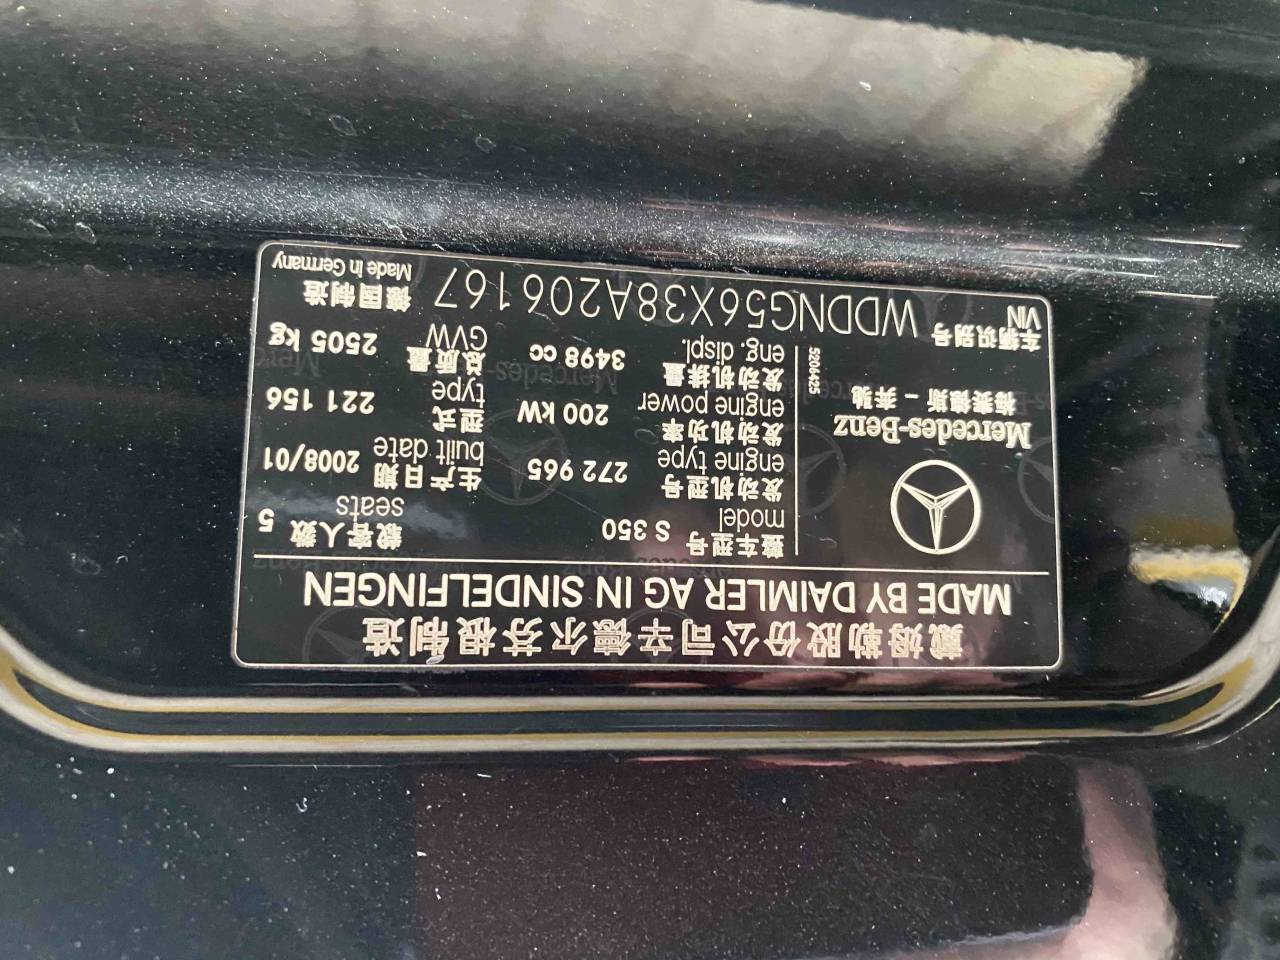 戴姆勒股份公司辛德尔芬根制造
MADE BY DAIMLER AG IN SINDELFINGEN
Mercedes-Benz
梅赛德斯－奔驰
5206425
整车型号 S 350
model
载客人数 5
seats
发动机型号 272 965
engine type
生产日期 2008/01
built date
发动机功率 200 kW
engine power
型式 221 156
type
发动机排量 3498 cc
eng. displ.
总质量 2505 kg
GVW
车辆识别号 WDDNG56X38A206167
VIN
德国制造
Made in Germany